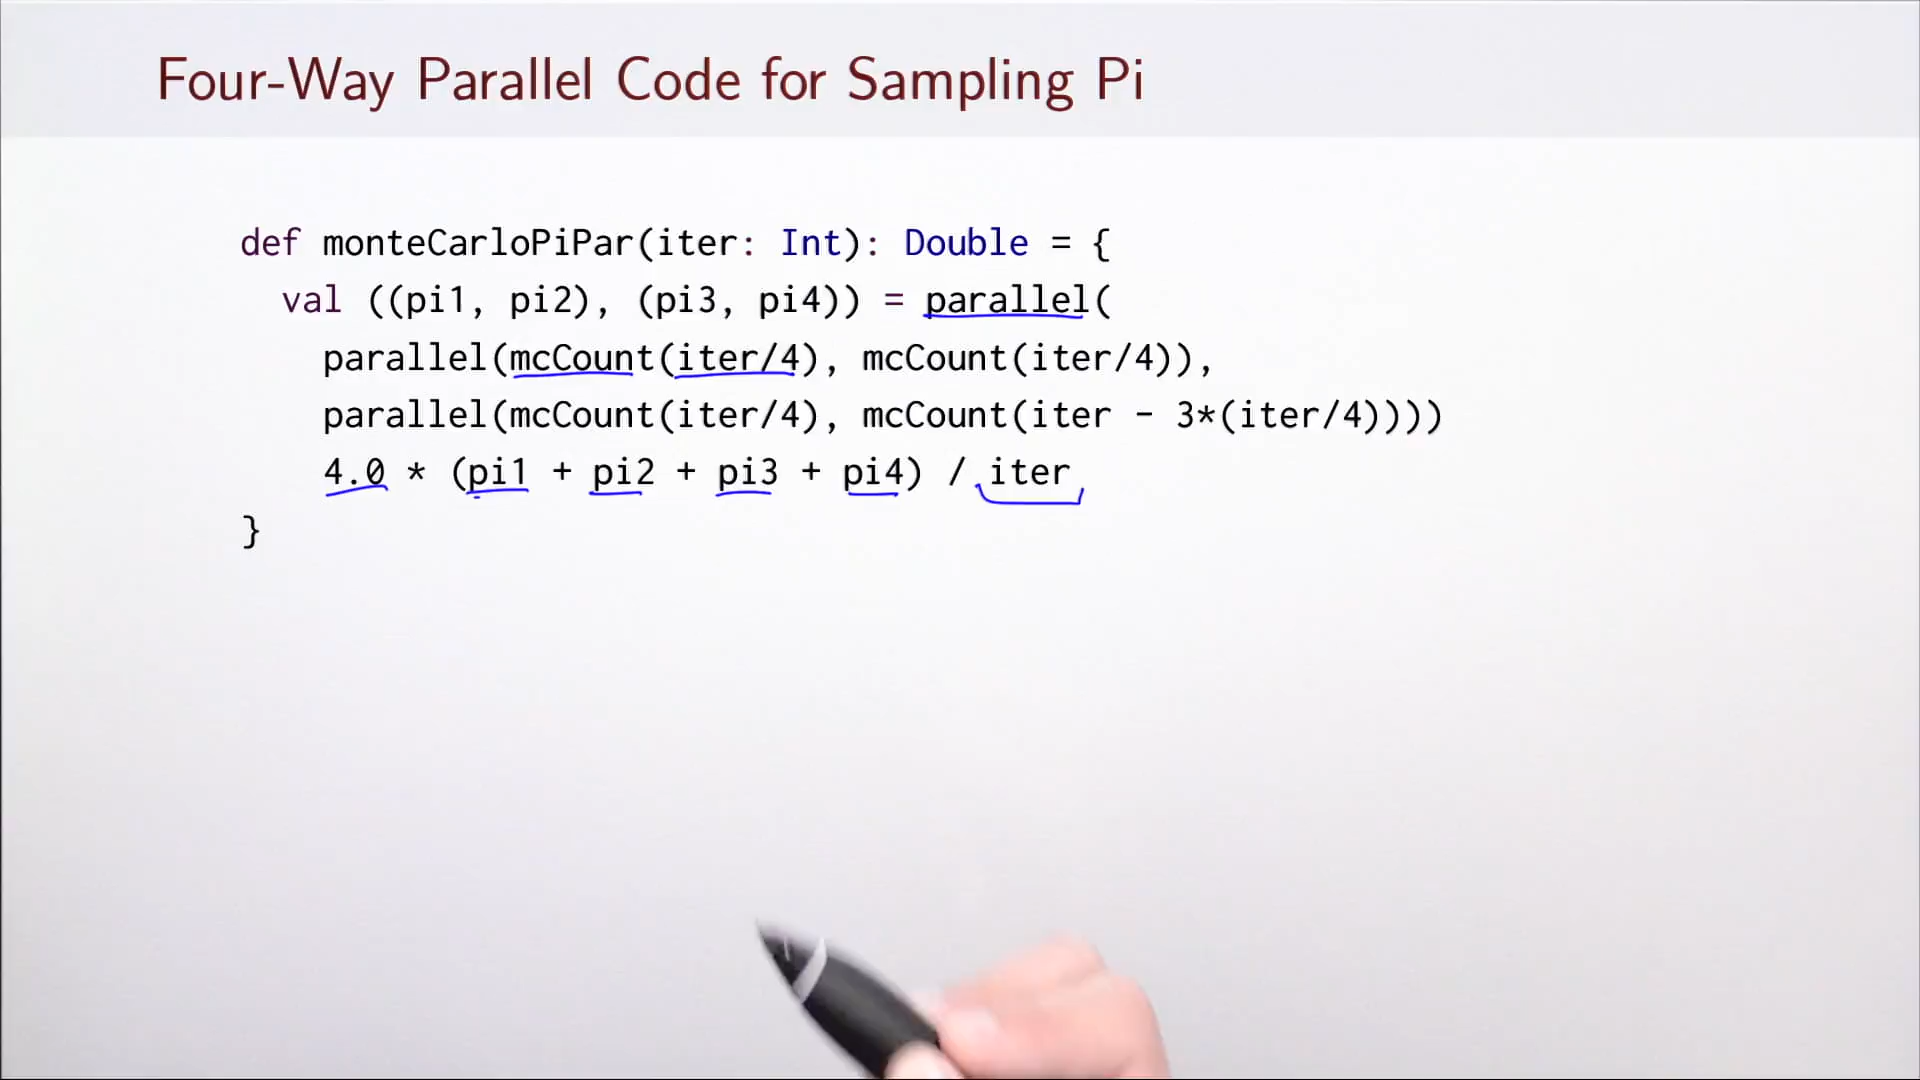 Four-Way Parallel Code for Sampling Pi
def monteCarloPiPar(iter: Int): Double = {
val ((pi1, pi2), (pi3, pi4)) = parallel(
parallel(mcCount(iter/4), mcCount(iter/4)),
parallel(mcCount(iter/4), mcCount(iter - 3*(iter/4))))
4.0 * (pi1 + pi2 + pi3 + pi4) / iter
}